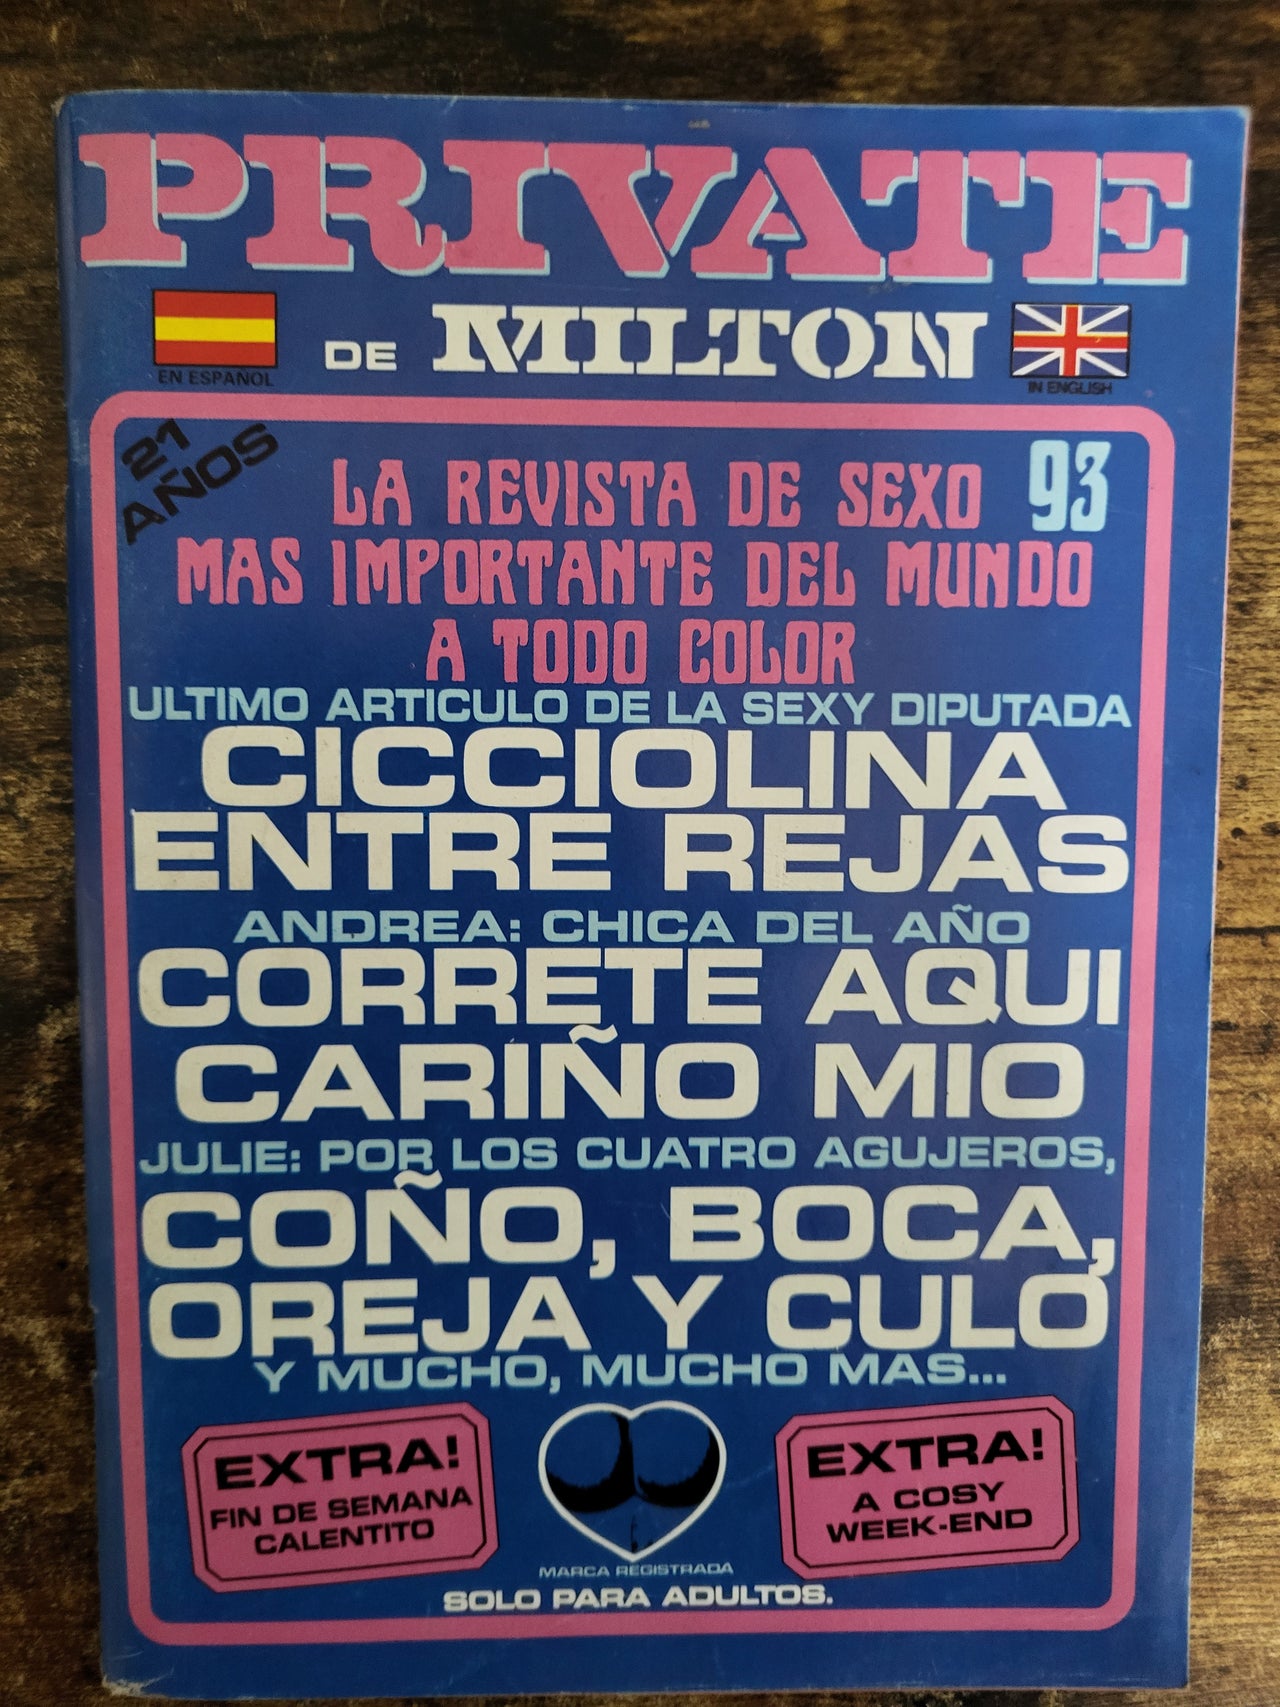 PRIVATE
EN ESPAÑOL
DE MILTON
IN ENGLISH
21
AÑOS
LA REVISTA DE SEXO 93
MAS IMPORTANTE DEL MUNDO
A TODO COLOR
ULTIMO ARTICULO DE LA SEXY DIPUTADA
CICCIOLINA
ENTRE REJAS
ANDREA: CHICA DEL AÑO
CORRETE AQUI
CARIÑO MIO
JULIE: POR LOS CUATRO AGUJEROS,
COÑO, BOCA,
OREJA Y CULO
Y MUCHO, MUCHO MAS...
EXTRA!
FIN DE SEMANA
CALENTITO
EXTRA!
A COSY
WEEK-END
MARCA REGISTRADA
SOLO PARA ADULTOS.